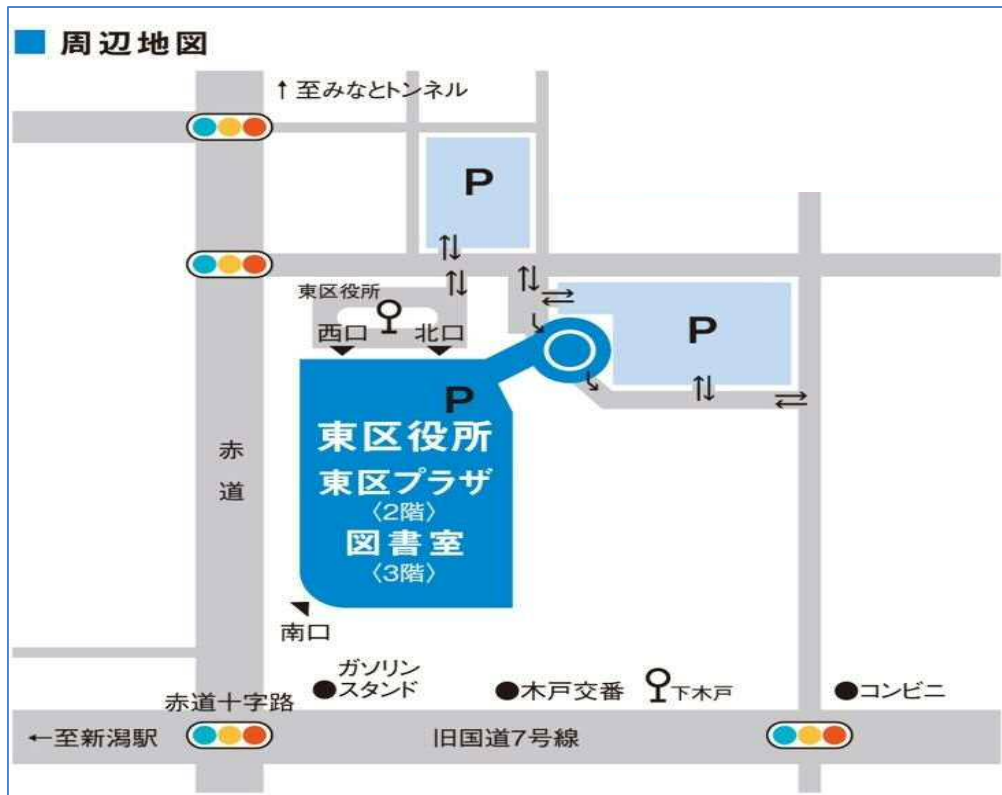 ■ 周辺地図
↑至みなとトンネル
P
東区役所
西口
北口
P
P
東区役所
東区プラザ
〈2階〉
図書室
〈3階〉
赤道
南口
ガソリン
スタンド
木戸交番
下木戸
コンビニ
赤道十字路
←至新潟駅
旧国道7号線